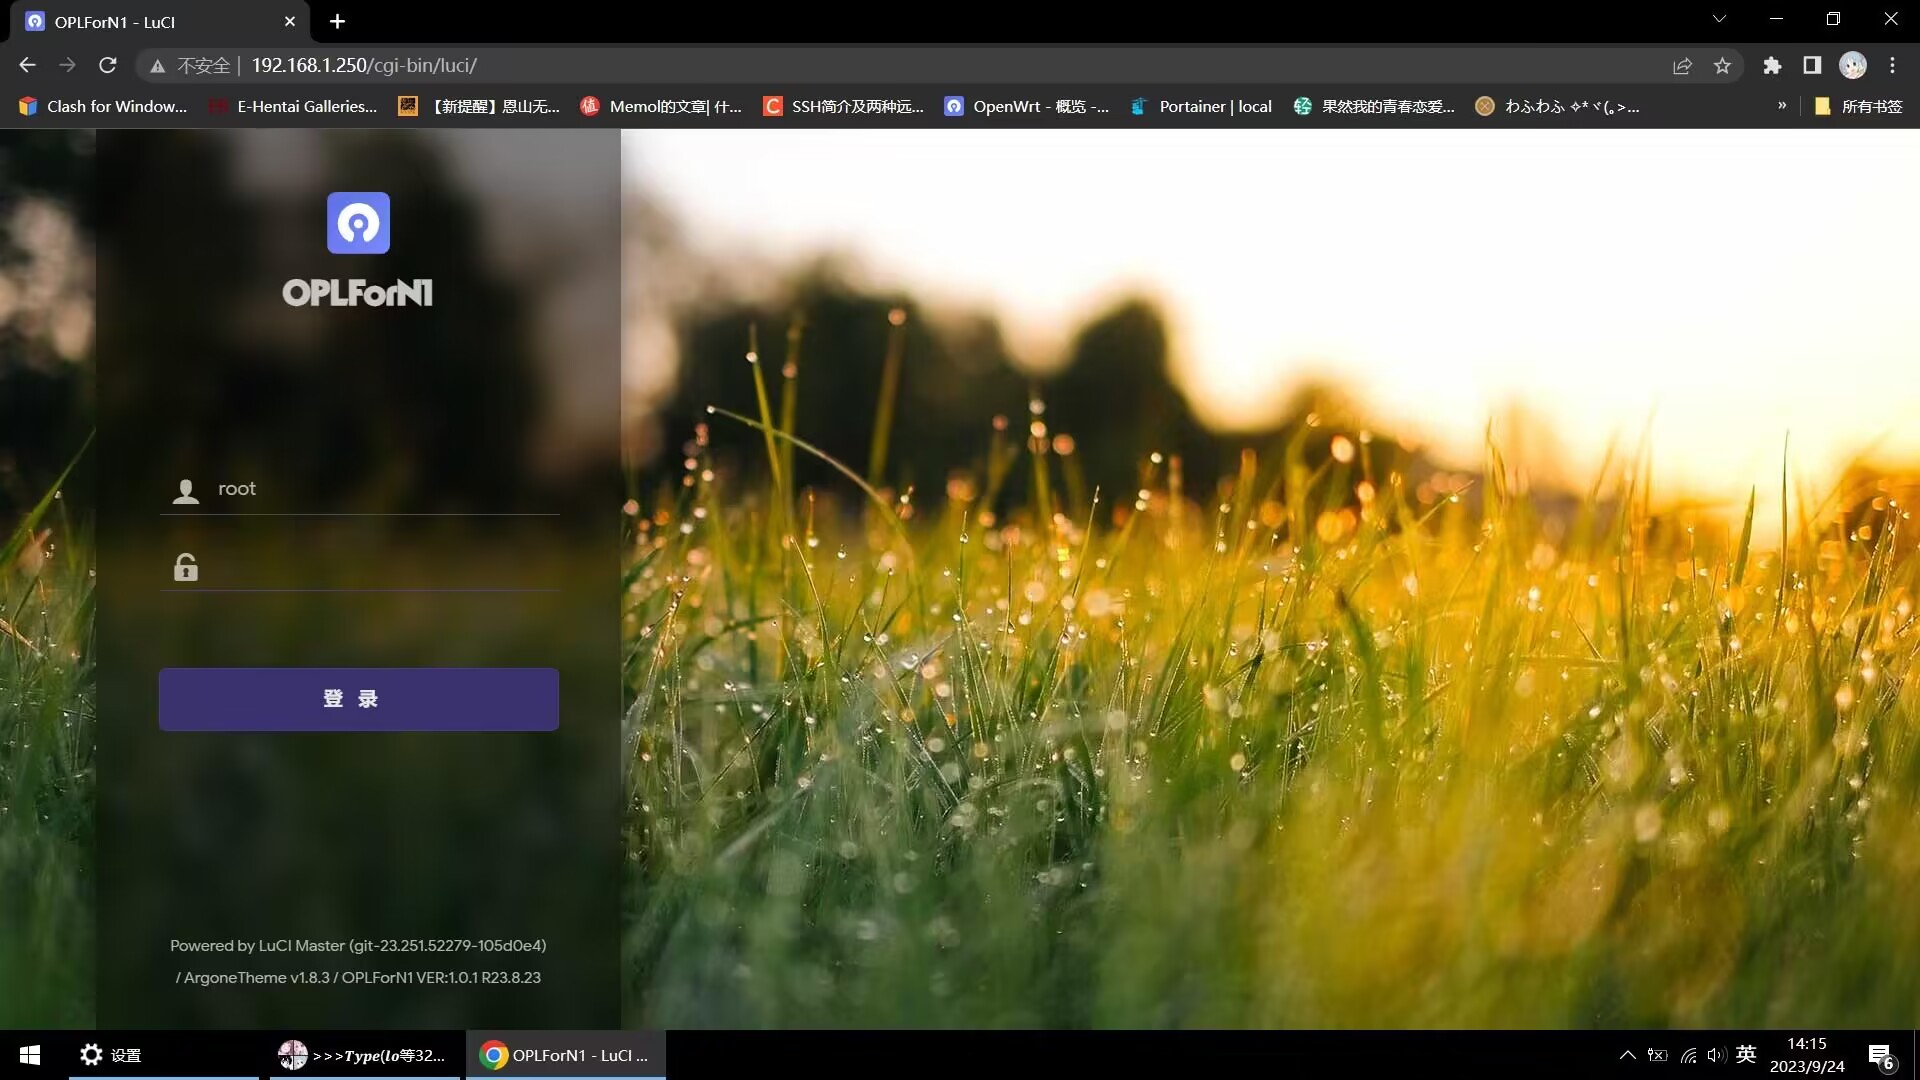 OPLForN1 - LuCI
不安全 | 192.168.1.250/cgi-bin/luci/
Clash for Window...
E-Hentai Galleries...
【新提醒】恩山无...
值
Memol的文章| 什...
C
SSH简介及两种远...
OpenWrt - 概览 -...
Portainer | local
轻
果然我的青春恋爱...
わふわふ ✧*ヾ(｡>...
»
所有书签
OPLForN1
root
登 录
Powered by LuCI Master (git-23.251.52279-105d0e4)
/ ArgoneTheme v1.8.3 / OPLForN1 VER:1.0.1 R23.8.23
设置
>>>Type(lo等32...
OPLForN1 - LuCI ...
英
14:15
2023/9/24
6